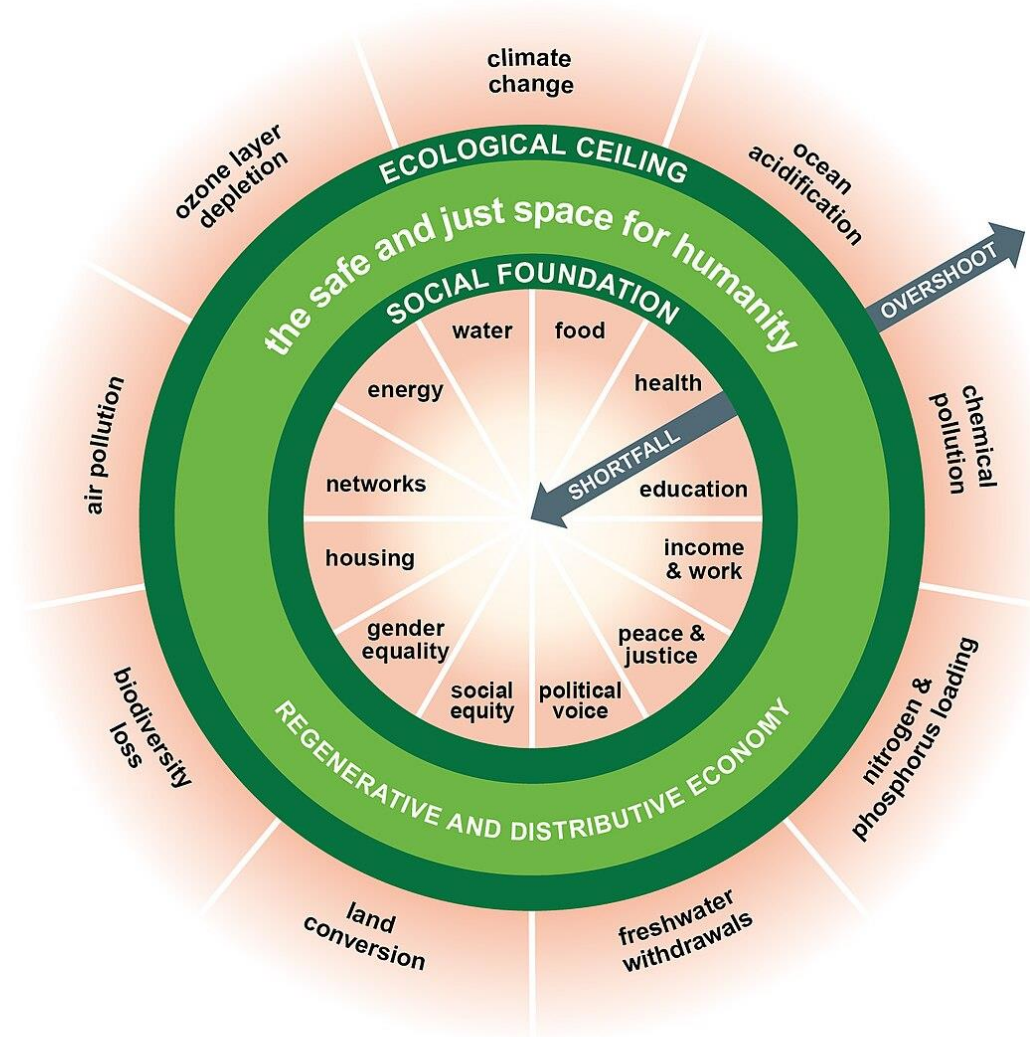 climate
change
ocean
acidification
OVERSHOOT
chemical
pollution
nitrogen &
phosphorus loading
freshwater
withdrawals
land
conversion
biodiversity
loss
air pollution
ozone layer
depletion
ECOLOGICAL CEILING
the safe and just space for humanity
SOCIAL FOUNDATION
water
food
health
SHORTFALL
education
income
& work
peace &
justice
political
voice
social
equity
gender
equality
housing
networks
energy
REGENERATIVE AND DISTRIBUTIVE ECONOMY